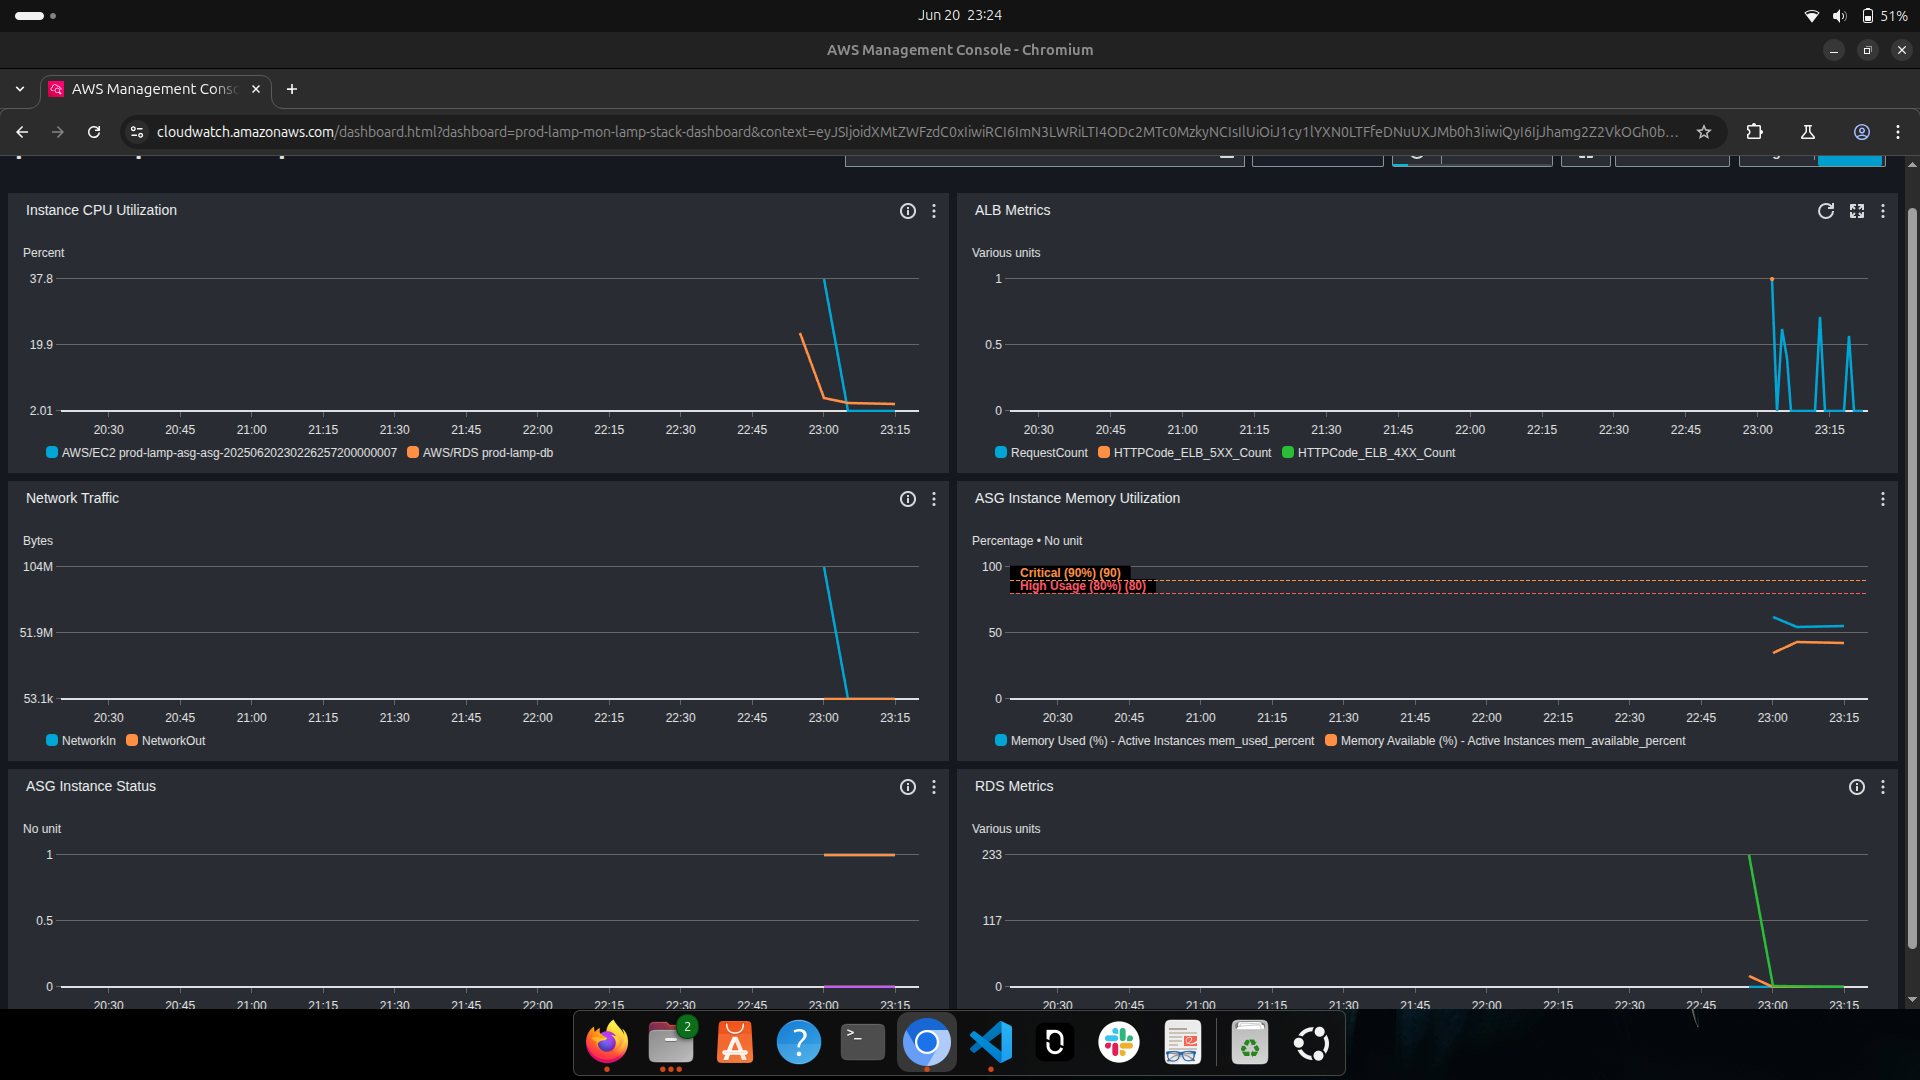 Jun 20 23:24
51%
AWS Management Console - Chromium
AWS Management Conso
cloudwatch.amazonaws.com/dashboard.html?dashboard=prod-lamp-mon-lamp-stack-dashboard&context=
Instance CPU Utilization
Percent
37.8
19.9
2.01
20:30 20:45 21:00 21:15 21:30 21:45 22:00 22:15 22:30 22:45 23:00 23:15
AWS/EC2 prod-lamp-asg-asg-20250620230226257200000007 AWS/RDS prod-lamp-db
ALB Metrics
Various units
1
0.5
0
20:30 20:45 21:00 21:15 21:30 21:45 22:00 22:15 22:30 22:45 23:00 23:15
RequestCount HTTPCode_ELB_5XX_Count HTTPCode_ELB_4XX_Count
Network Traffic
Bytes
104M
51.9M
53.1k
20:30 20:45 21:00 21:15 21:30 21:45 22:00 22:15 22:30 22:45 23:00 23:15
NetworkIn NetworkOut
ASG Instance Memory Utilization
Percentage • No unit
100
Critical (90%) (90)
High Usage (80%) (80)
50
0
20:30 20:45 21:00 21:15 21:30 21:45 22:00 22:15 22:30 22:45 23:00 23:15
Memory Used (%) - Active Instances mem_used_percent Memory Available (%) - Active Instances mem_available_percent
ASG Instance Status
No unit
1
0.5
0
20:30 20:45 21:00 21:15 21:30 21:45 22:00 22:15 22:30 22:45 23:00 23:15
RDS Metrics
Various units
233
117
0
20:30 20:45 21:00 21:15 21:30 21:45 22:00 22:15 22:30 22:45 23:00 23:15
2